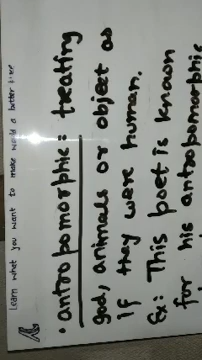 Learn what you want to make world a better place
• antropomorphic: treating
god, animals or object as
if they were human.
Ex: This poet is known
for his antropomorphic